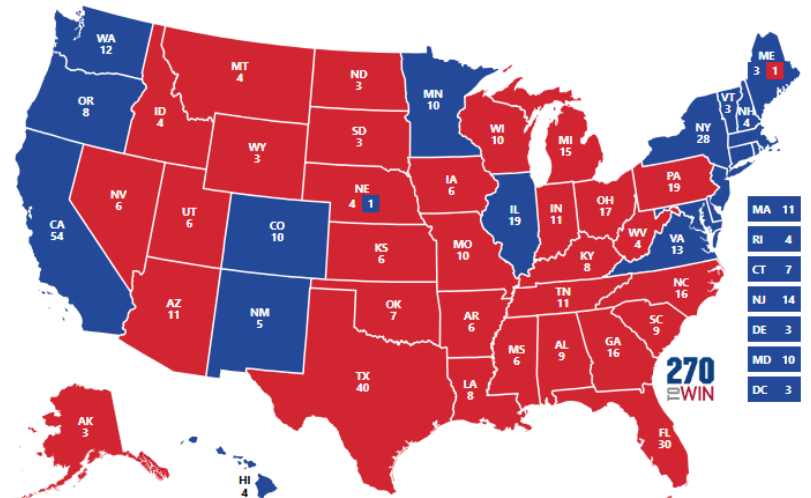 WA
12
OR
8
CA
54
NV
6
ID
4
MT
4
WY
3
UT
6
AZ
11
CO
10
NM
5
ND
3
SD
3
NE
4 1
KS
6
OK
7
TX
40
MN
10
IA
6
MO
10
AR
6
LA
8
WI
10
IL
19
MI
15
IN
11
OH
17
KY
8
TN
11
MS
6
AL
9
GA
16
FL
30
SC
9
NC
16
VA
13
WV
4
PA
19
NY
28
VT
3
NH
4
ME
3 1
MA 11
RI 4
CT 7
NJ 14
DE 3
MD 10
DC 3
AK
3
HI
4
270
TO WIN